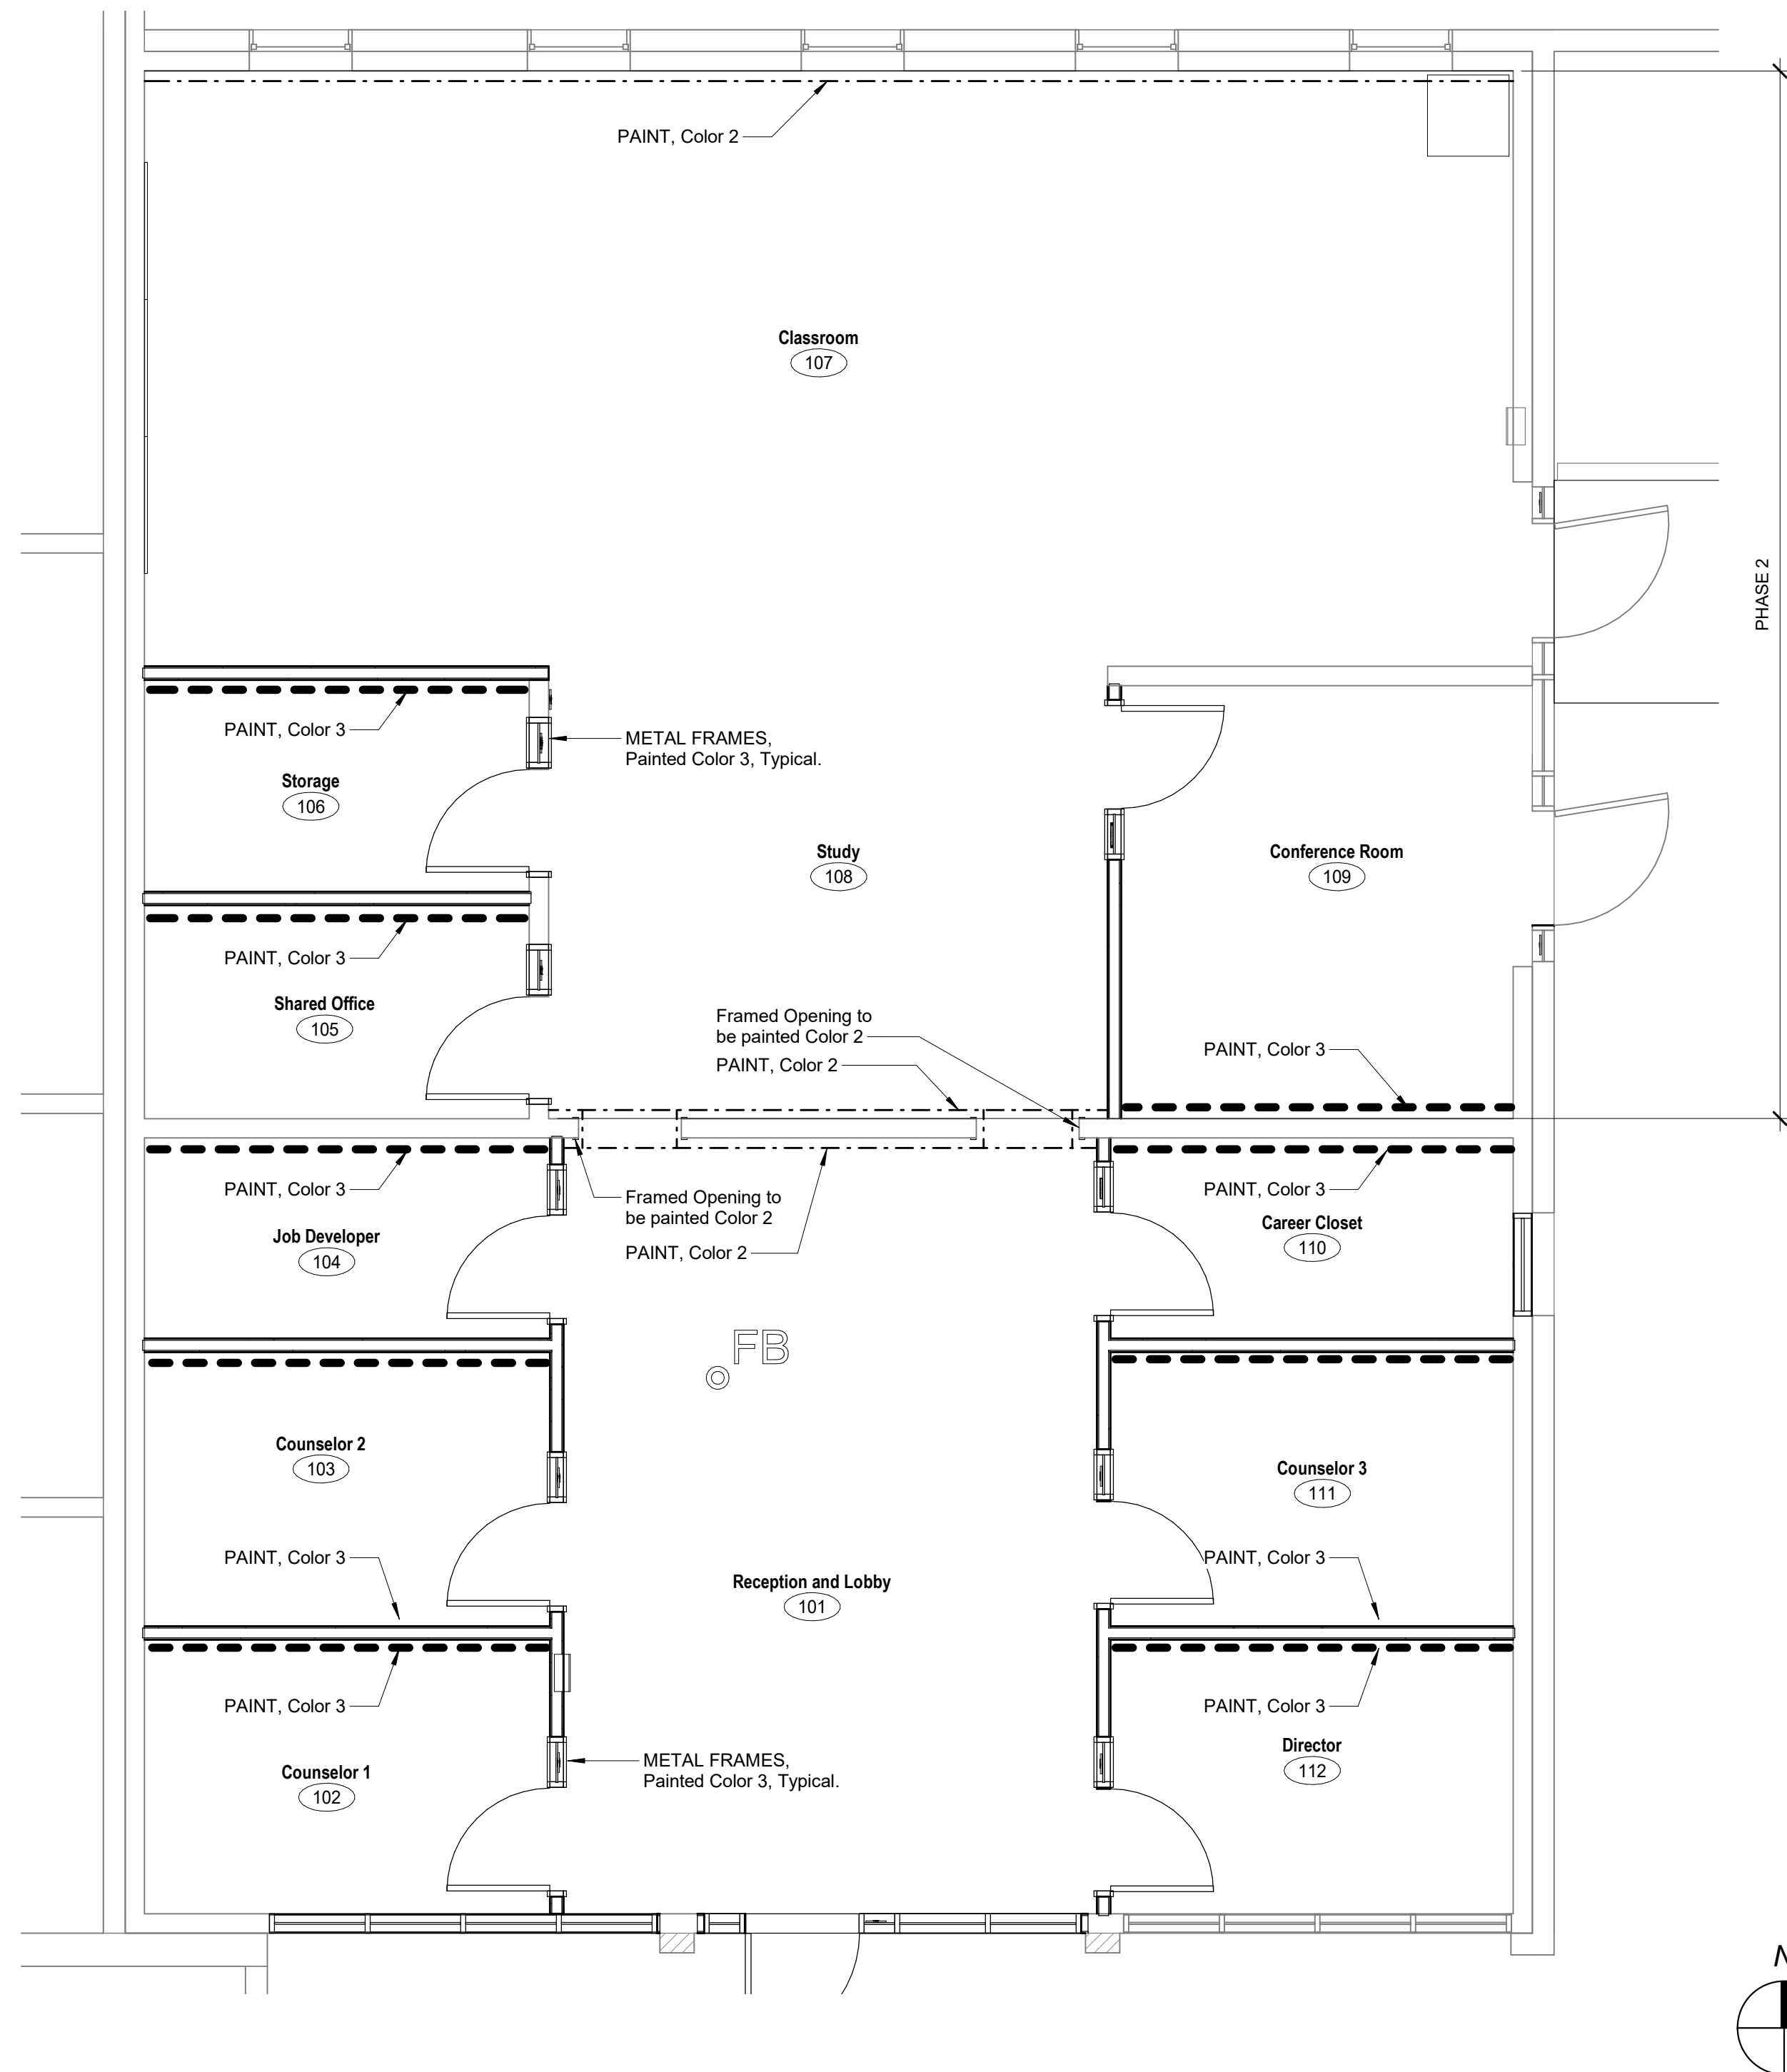 PAINT, Color 2
Classroom
107
PHASE 2
PAINT, Color 3
METAL FRAMES,
Painted Color 3, Typical.
Storage
106
Study
108
Conference Room
109
PAINT, Color 3
Shared Office
105
Framed Opening to
be painted Color 2
PAINT, Color 2
PAINT, Color 3
PAINT, Color 3
Framed Opening to
be painted Color 2
PAINT, Color 2
PAINT, Color 3
Job Developer
104
Career Closet
110
FB
Counselor 2
103
Counselor 3
111
PAINT, Color 3
PAINT, Color 3
Reception and Lobby
101
PAINT, Color 3
PAINT, Color 3
METAL FRAMES,
Painted Color 3, Typical.
Counselor 1
102
Director
112